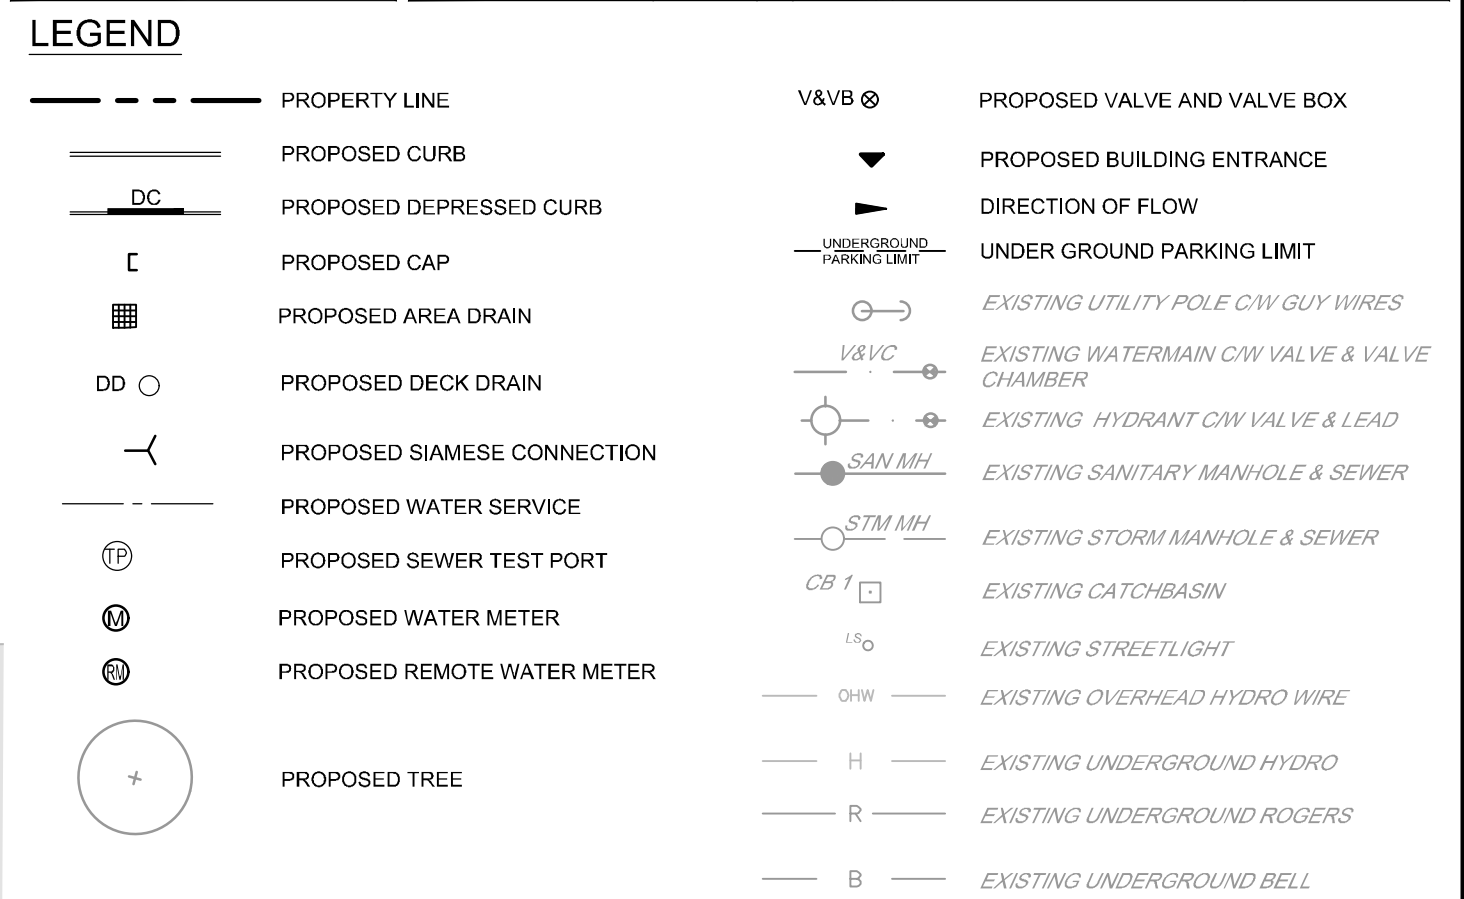 LEGEND
PROPERTY LINE
PROPOSED CURB
DC
PROPOSED DEPRESSED CURB
PROPOSED CAP
PROPOSED AREA DRAIN
DD
PROPOSED DECK DRAIN
PROPOSED SIAMESE CONNECTION
PROPOSED WATER SERVICE
TP
PROPOSED SEWER TEST PORT
M
PROPOSED WATER METER
RM
PROPOSED REMOTE WATER METER
PROPOSED TREE
V&VB
PROPOSED VALVE AND VALVE BOX
PROPOSED BUILDING ENTRANCE
DIRECTION OF FLOW
UNDERGROUND
PARKING LIMIT
UNDER GROUND PARKING LIMIT
EXISTING UTILITY POLE C/W GUY WIRES
V&VC
EXISTING WATERMAIN C/W VALVE & VALVE
CHAMBER
EXISTING HYDRANT C/W VALVE & LEAD
SAN MH
EXISTING SANITARY MANHOLE & SEWER
STM MH
EXISTING STORM MANHOLE & SEWER
CB 1
EXISTING CATCHBASIN
LS
EXISTING STREETLIGHT
OHW
EXISTING OVERHEAD HYDRO WIRE
H
EXISTING UNDERGROUND HYDRO
R
EXISTING UNDERGROUND ROGERS
B
EXISTING UNDERGROUND BELL